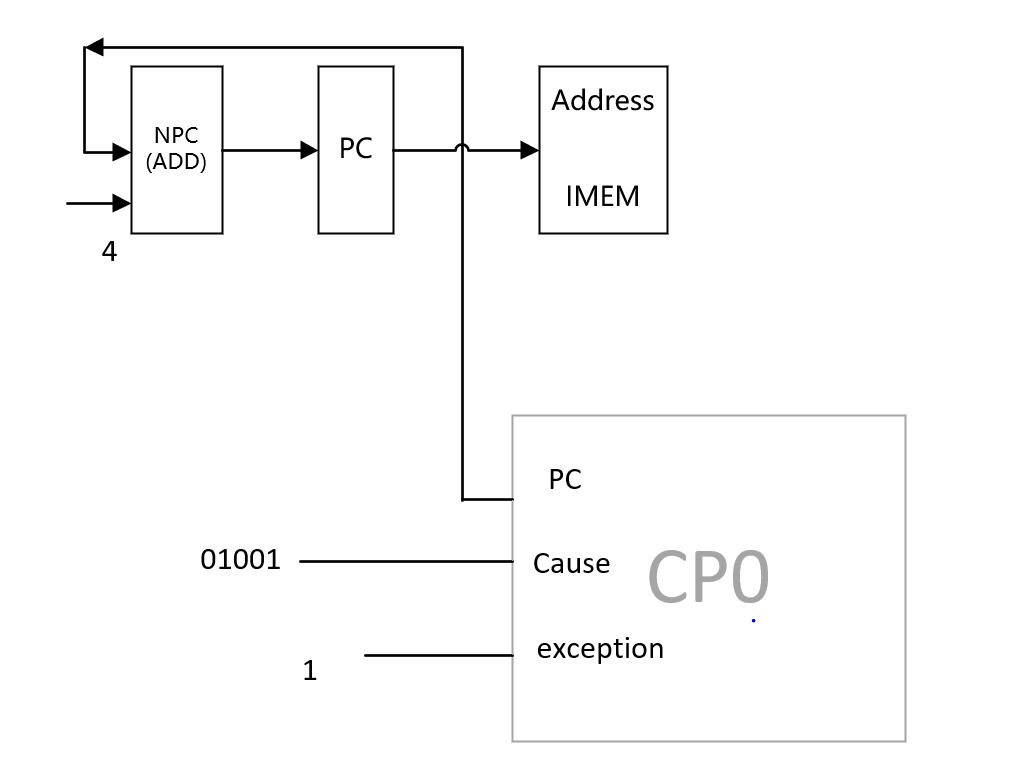 NPC
(ADD)
PC
Address
IMEM
4
PC
01001
Cause
CP0
exception
1